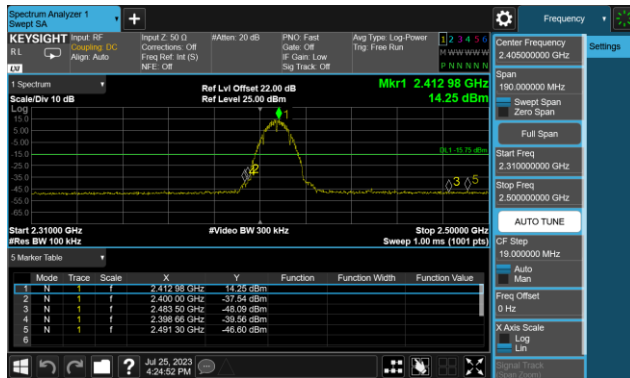 Spectrum Analyzer 1
Swept SA
Frequency
KEYSIGHT
RL
LXI
Input: RF
Coupling: DC
Align: Auto
Input Z: 50 Ω
Corrections: Off
Freq Ref: Int (S)
NFE: Off
#Atten: 20 dB
PNO: Fast
Gate: Off
IF Gain: Low
Sig Track: Off
Avg Type: Log-Power
Trig: Free Run
1 2 3 4 5 6
M W W W W W
P N N N N N
1 Spectrum
Scale/Div 10 dB
Ref Lvl Offset 22.00 dB
Ref Level 25.00 dBm
Mkr1 2.412 98 GHz
14.25 dBm
Log
15.0
5.00
-5.00
-15.0
-25.0
-35.0
-45.0
-55.0
-65.0
1
DL1 -15.75 dBm
3
5
Start 2.31000 GHz
#Res BW 100 kHz
#Video BW 300 kHz
Stop 2.50000 GHz
Sweep 1.00 ms (1001 pts)
5 Marker Table
Mode Trace Scale X Y Function Function Width Function Value
1 N 1 f 2.412 98 GHz 14.25 dBm
2 N 1 f 2.400 00 GHz -37.54 dBm
3 N 1 f 2.483 50 GHz -48.09 dBm
4 N 1 f 2.398 66 GHz -39.56 dBm
5 N 1 f 2.491 30 GHz -46.60 dBm
6
Jul 25, 2023
4:24:52 PM
Center Frequency
2.405000000 GHz
Settings
Span
190.000000 MHz
Swept Span
Zero Span
Full Span
Start Freq
2.310000000 GHz
Stop Freq
2.500000000 GHz
AUTO TUNE
CF Step
19.000000 MHz
Auto
Man
Freq Offset
0 Hz
X Axis Scale
Log
Lin
Signal Track
(Span Zoom)